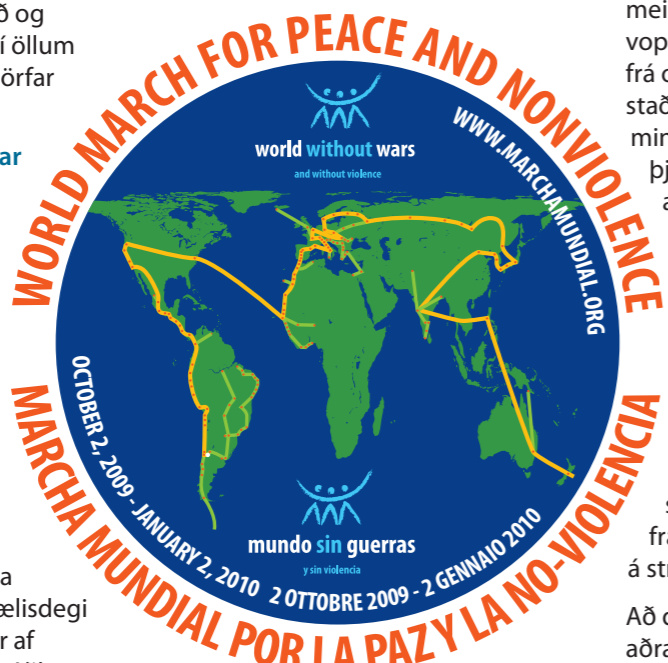 ð og
í öllum
örfar
ar
WORLD MARCH FOR PEACE AND NONVIOLENCE
world without wars
and without violence
WWW.MARCHAMUNDIAL.ORG
OCTOBER 2, 2009 - JANUARY 2, 2010
2 OTTOBRE 2009 - 2 GENNAIO 2010
mundo sin guerras
y sin violencia
MARCHA MUNDIAL POR LA PAZ Y LA NO-VIOLENCIA
a
ælisdegi
r af
mei
vop
frá
stað
min
þj
a
s
fra
á st
Að
aðra